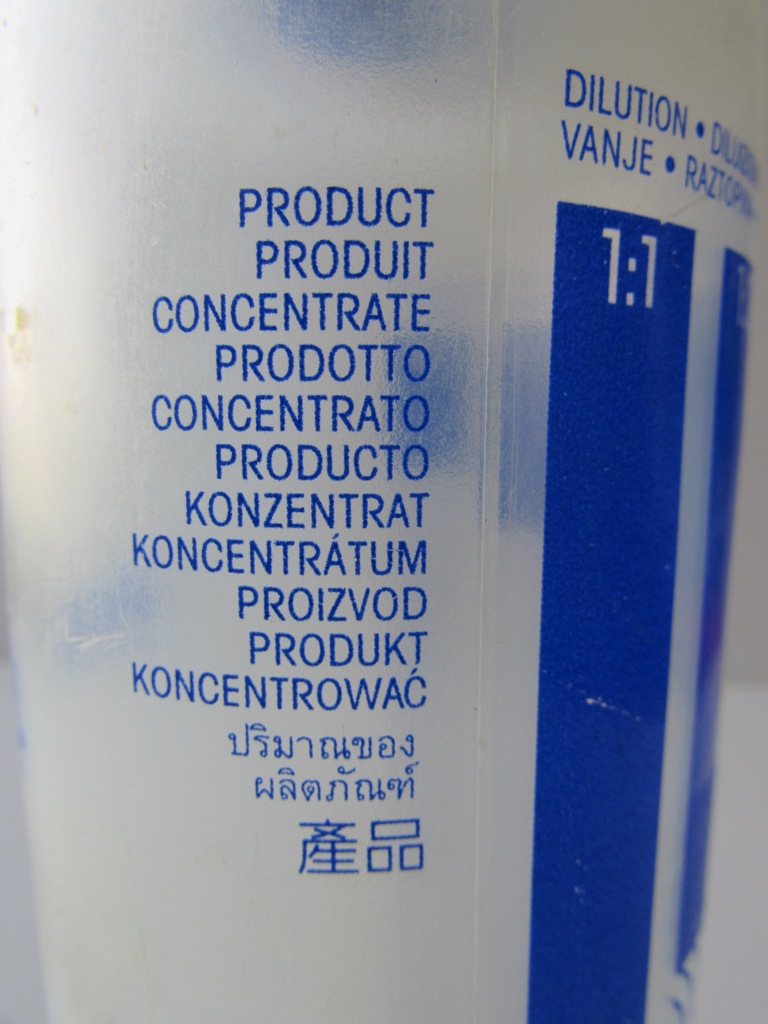 PRODUCT
PRODUIT
CONCENTRATE
PRODOTTO
CONCENTRATO
PRODUCTO
KONZENTRAT
KONCENTRÁTUM
PROIZVOD
PRODUKT
KONCENTROWAĆ
ปริมาณของ
ผลิตภัณฑ์
產品
DILUTION •
VANJE •
1:1